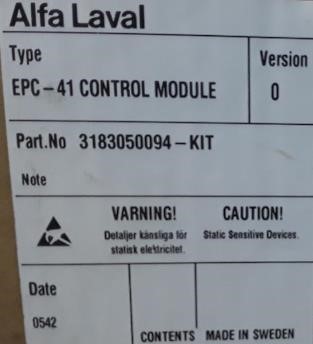 Alfa Laval
Type
Version
EPC-41 CONTROL MODULE
0
Part.No 3183050094-KIT
Note
VARNING!
CAUTION!
Detaljer känsliga för
Static Sensitive Devices.
statisk elektricitet.
Date
0542
CONTENTS MADE IN SWEDEN